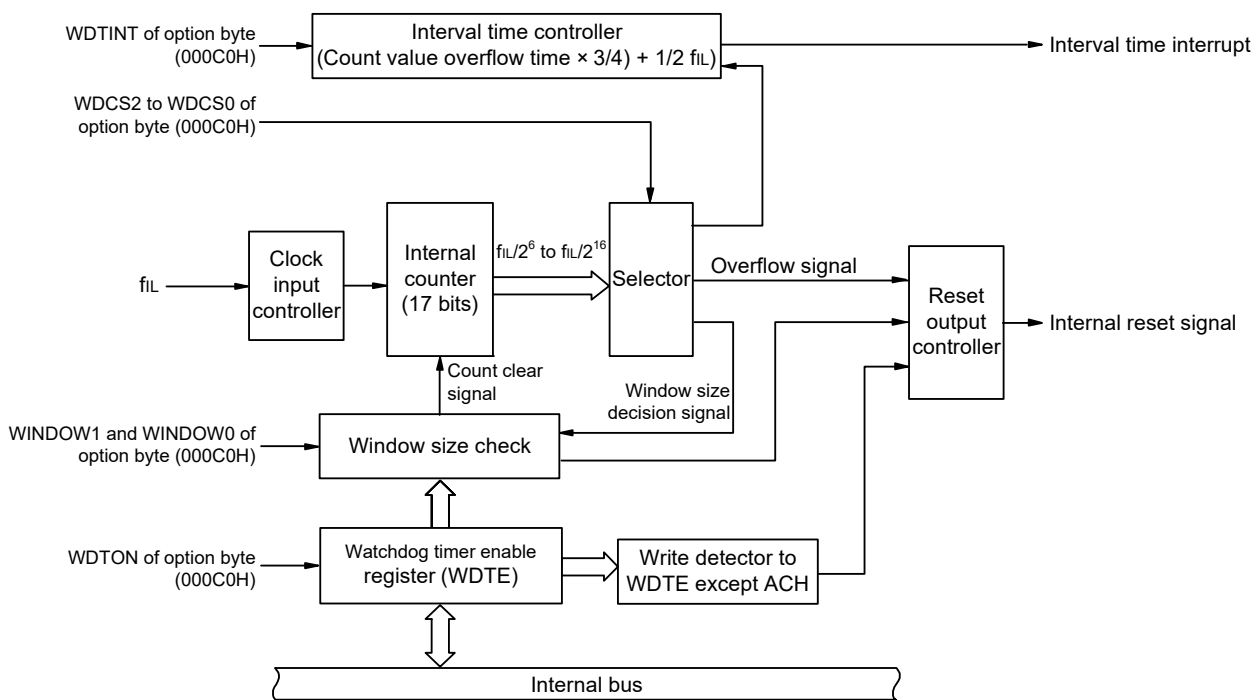 WDTINT of option byte
(000C0H)
Interval time controller
(Count value overflow time × 3/4) + 1/2 fIL)
Interval time interrupt
WDCS2 to WDCS0 of
option byte (000C0H)
fIL
Clock
input
controller
Internal
counter
(17 bits)
fIL/2⁶ to fIL/2¹⁶
Selector
Overflow signal
Reset
output
controller
Internal reset signal
Count clear
signal
Window size
decision signal
WINDOW1 and WINDOW0 of
option byte (000C0H)
Window size check
WDTON of option byte
(000C0H)
Watchdog timer enable
register (WDTE)
Write detector to
WDTE except ACH
Internal bus